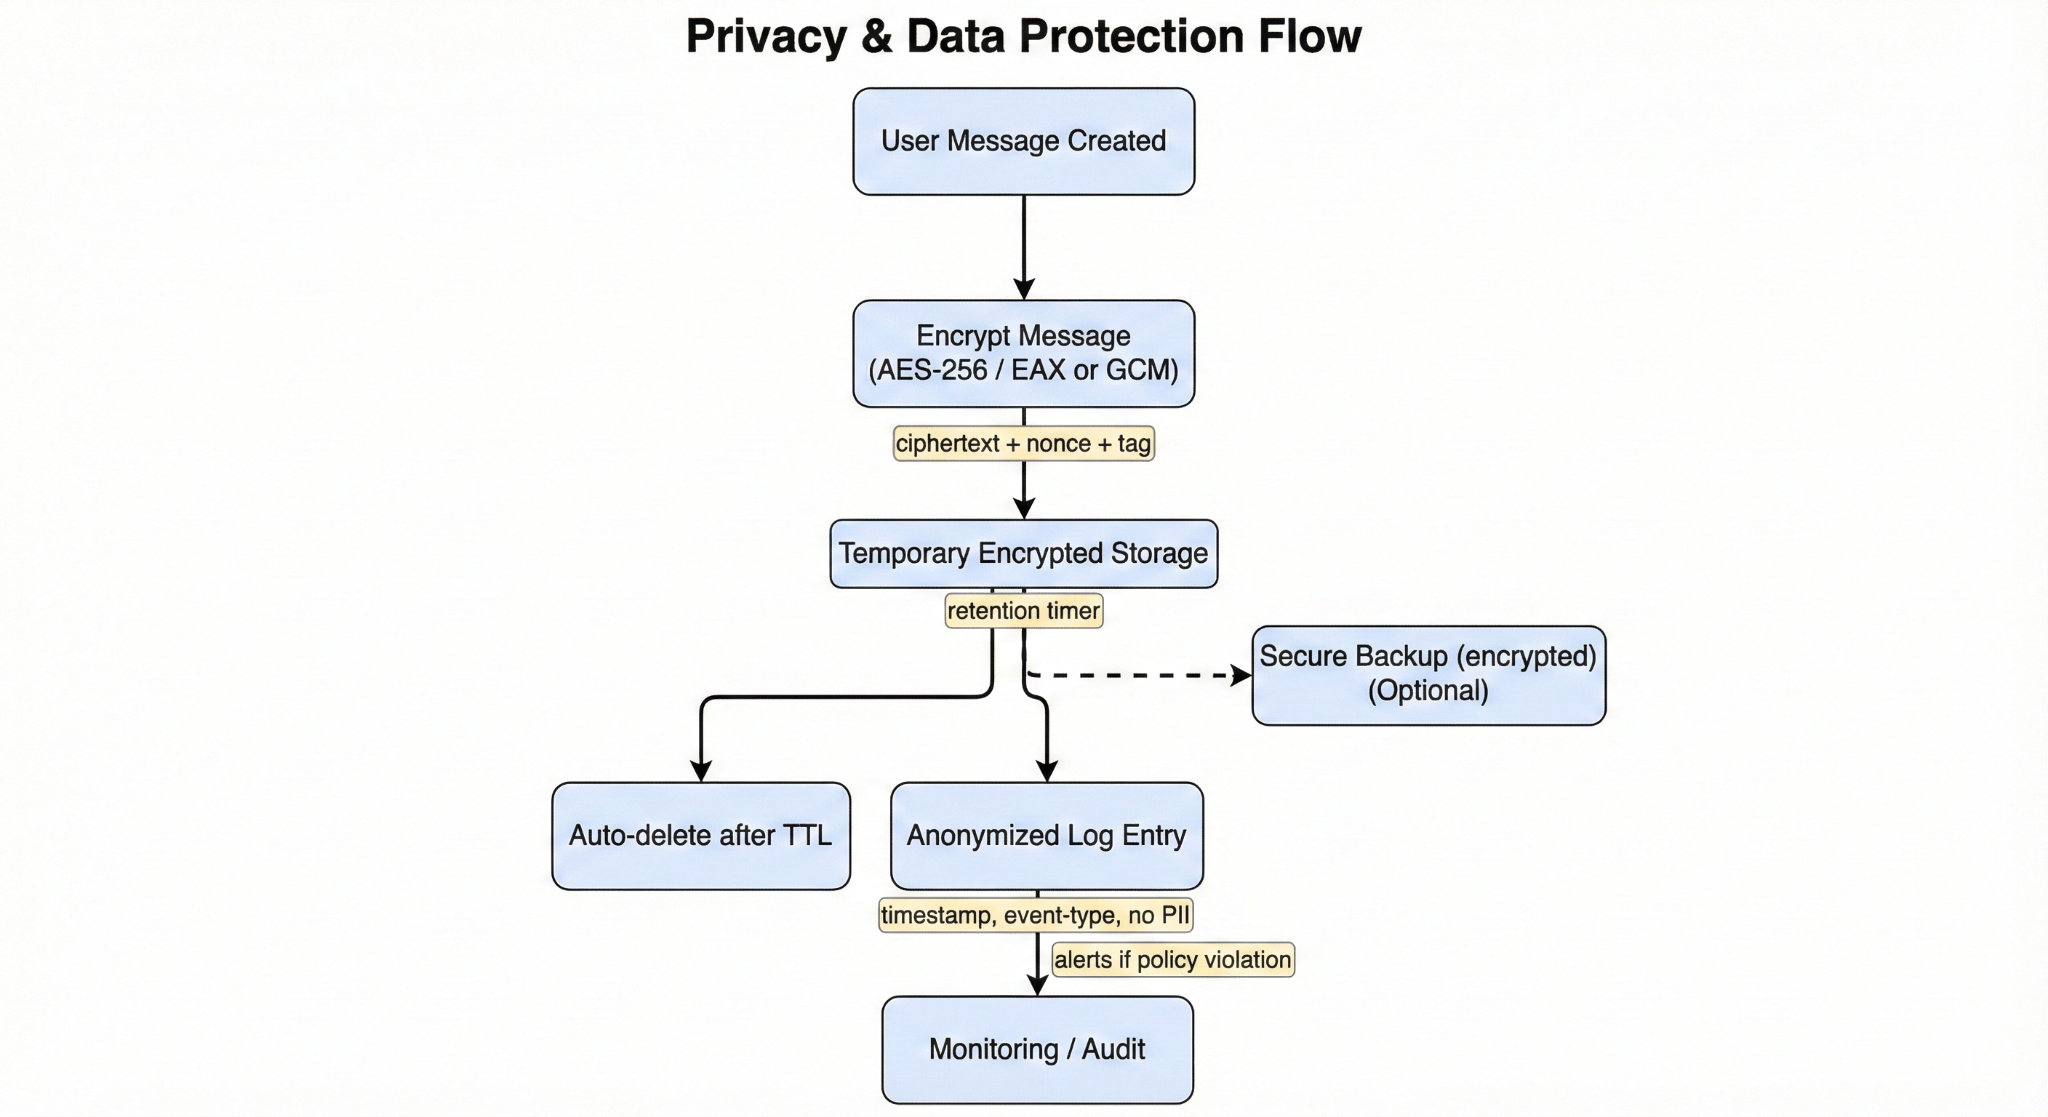 Privacy & Data Protection Flow
User Message Created
Encrypt Message
(AES-256 / EAX or GCM)
ciphertext + nonce + tag
Temporary Encrypted Storage
retention timer
Secure Backup (encrypted)
(Optional)
Auto-delete after TTL
Anonymized Log Entry
timestamp, event-type, no PII
alerts if policy violation
Monitoring / Audit